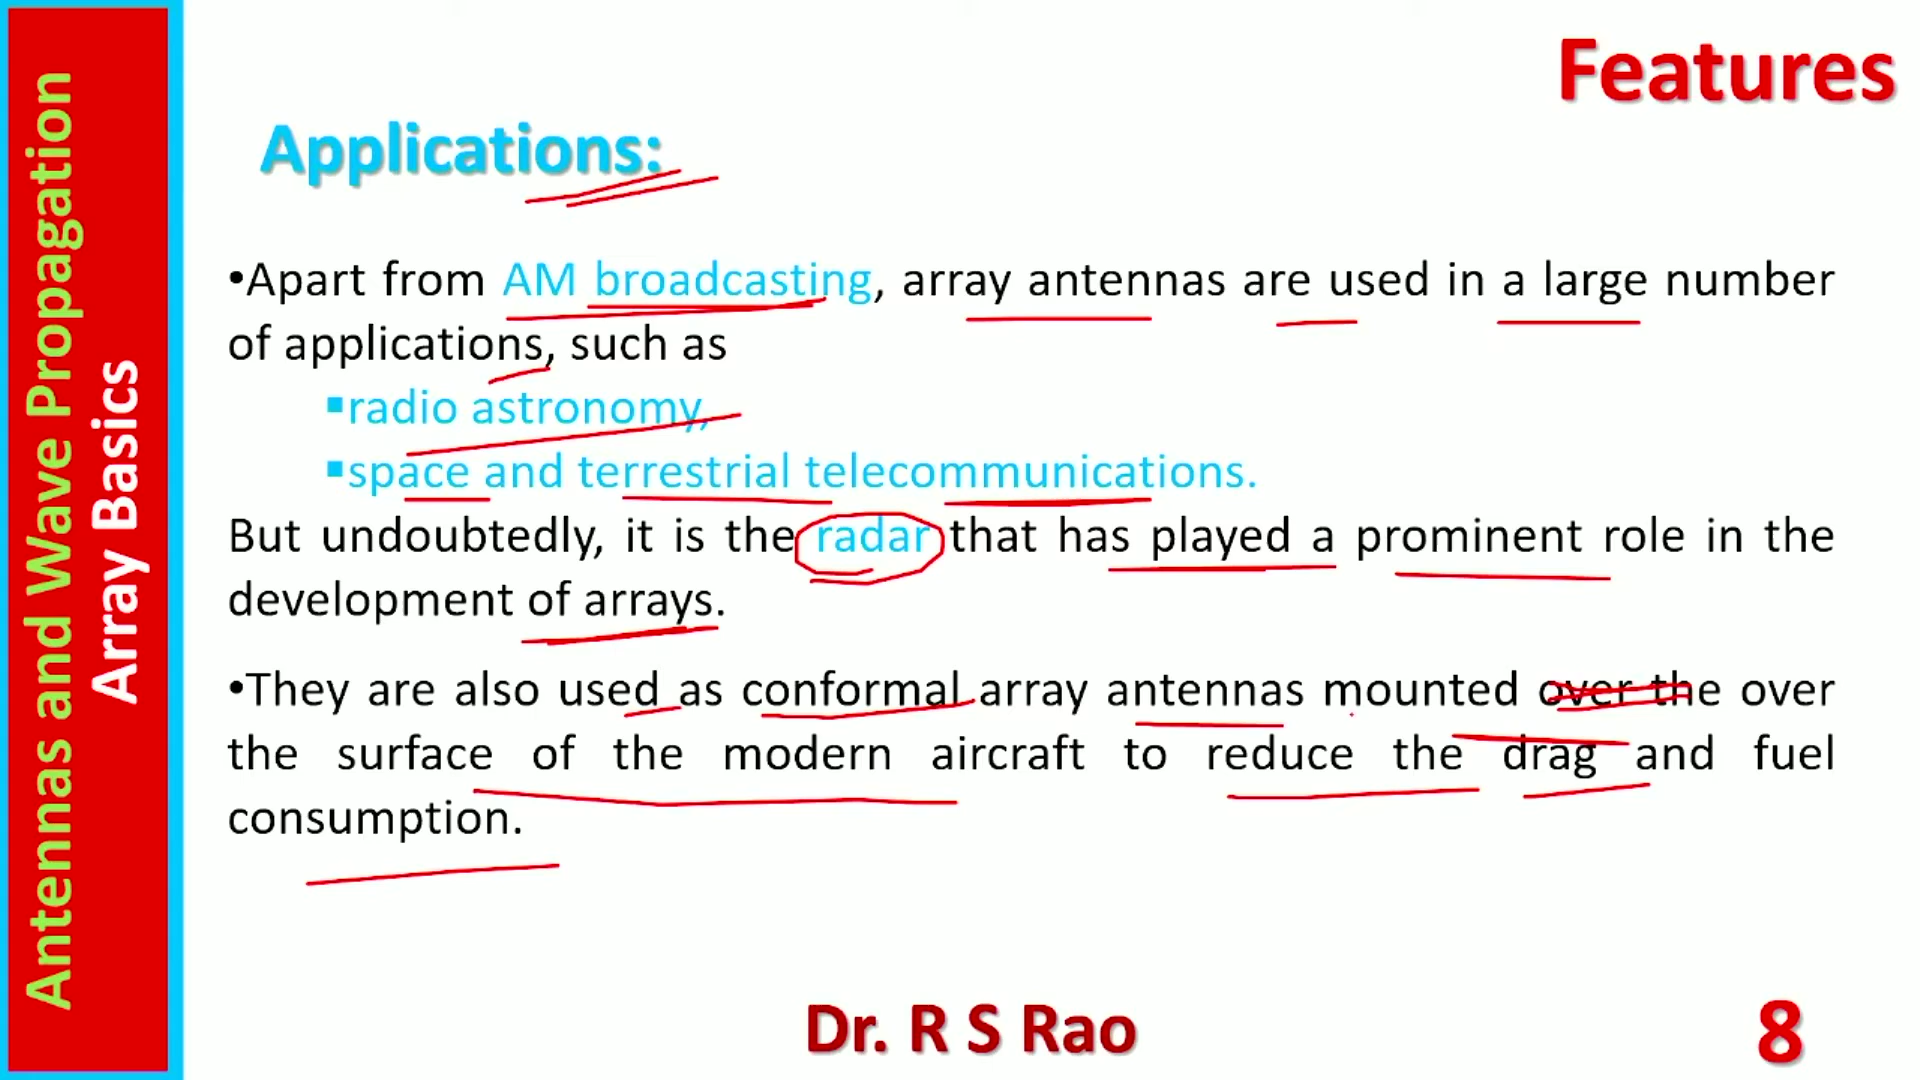 Antennas and Wave Propagation
Array Basics
Features
Applications:
•Apart from AM broadcasting, array antennas are used in a large number
of applications, such as
▪radio astronomy,
▪space and terrestrial telecommunications.
But undoubtedly, it is the radar that has played a prominent role in the
development of arrays.
•They are also used as conformal array antennas mounted over the over
the surface of the modern aircraft to reduce the drag and fuel
consumption.
Dr. R S Rao
8